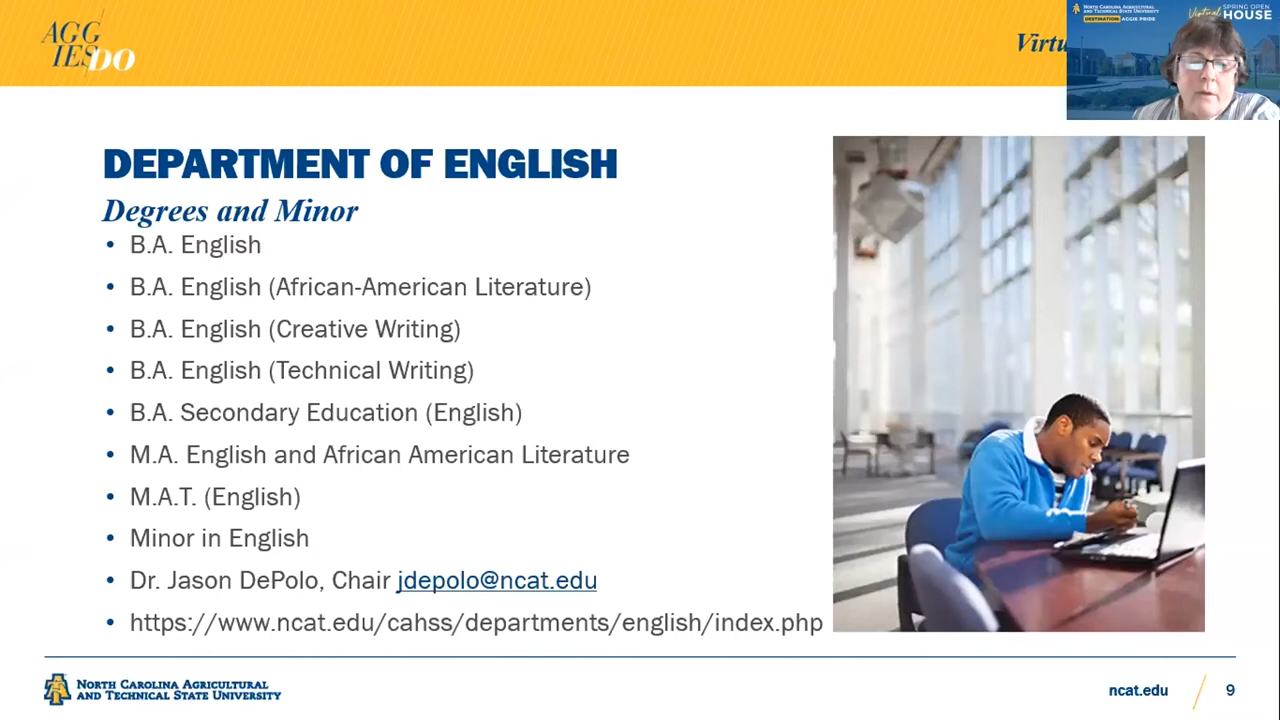 AGG
IESDO
Virtu
NORTH CAROLINA AGRICULTURAL
AND TECHNICAL STATE UNIVERSITY
DESTINATION: AGGIE PRIDE
Virtual SPRING OPEN
HOUSE
DEPARTMENT OF ENGLISH
Degrees and Minor
• B.A. English
• B.A. English (African-American Literature)
• B.A. English (Creative Writing)
• B.A. English (Technical Writing)
• B.A. Secondary Education (English)
• M.A. English and African American Literature
• M.A.T. (English)
• Minor in English
• Dr. Jason DePolo, Chair jdepolo@ncat.edu
• https://www.ncat.edu/cahss/departments/english/index.php
NORTH CAROLINA AGRICULTURAL
AND TECHNICAL STATE UNIVERSITY
ncat.edu
9